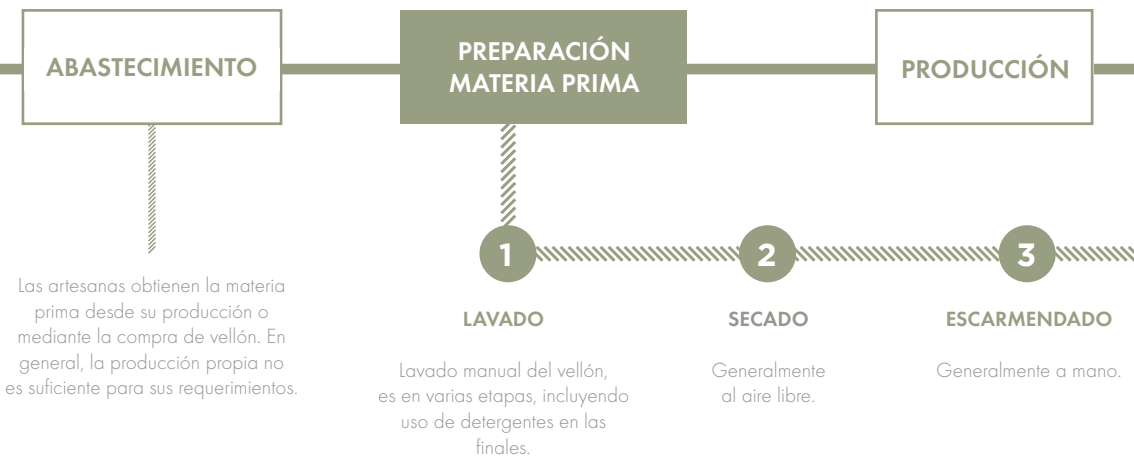 ABASTECIMIENTO
PREPARACIÓN
MATERIA PRIMA
PRODUCCIÓN
Las artesanas obtienen la materia
prima desde su producción o
mediante la compra de vellón. En
general, la producción propia no
es suficiente para sus requerimientos.
1
LAVADO
Lavado manual del vellón,
es en varias etapas, incluyendo
uso de detergentes en las
finales.
2
SECADO
Generalmente
al aire libre.
3
ESCARMENDADO
Generalmente a mano.